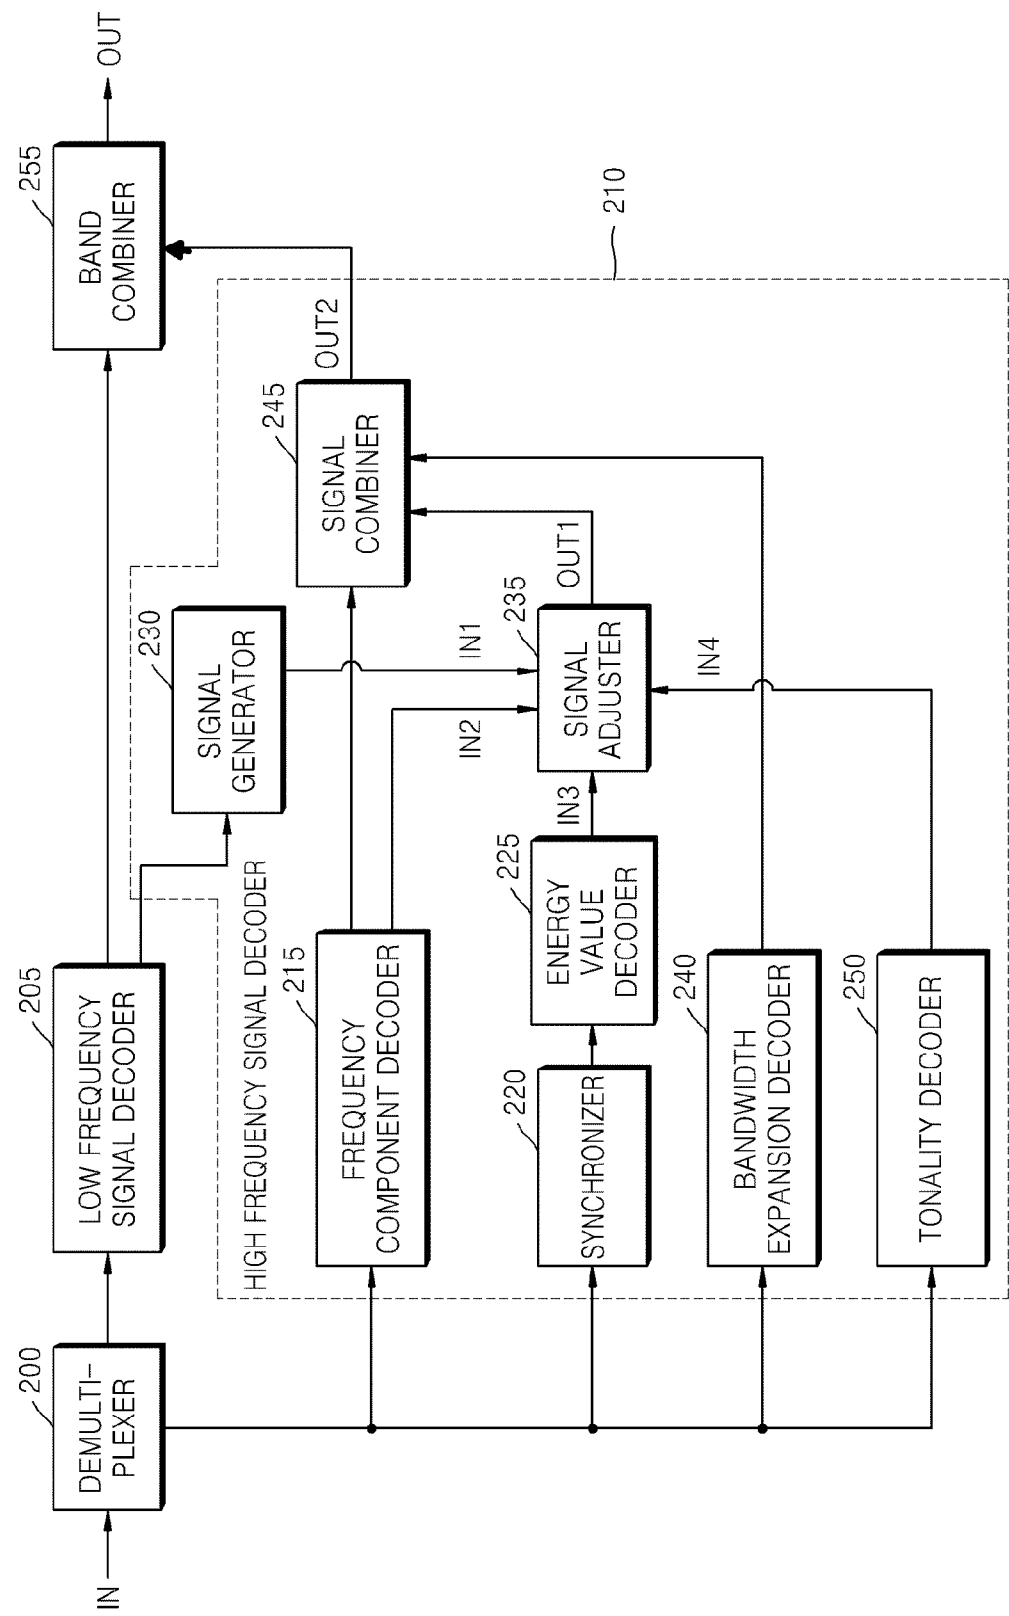 IN
200
DEMULTI-
PLEXER
205
LOW FREQUENCY
SIGNAL DECODER
255
BAND
COMBINER
OUT
HIGH FREQUENCY SIGNAL DECODER
230
SIGNAL
GENERATOR
210
215
FREQUENCY
COMPONENT DECODER
245
SIGNAL
COMBINER
OUT2
IN1
IN2
220
SYNCHRONIZER
225
ENERGY
VALUE
DECODER
IN3
235
SIGNAL
ADJUSTER
OUT1
IN4
240
BANDWIDTH
EXPANSION DECODER
250
TONALITY DECODER